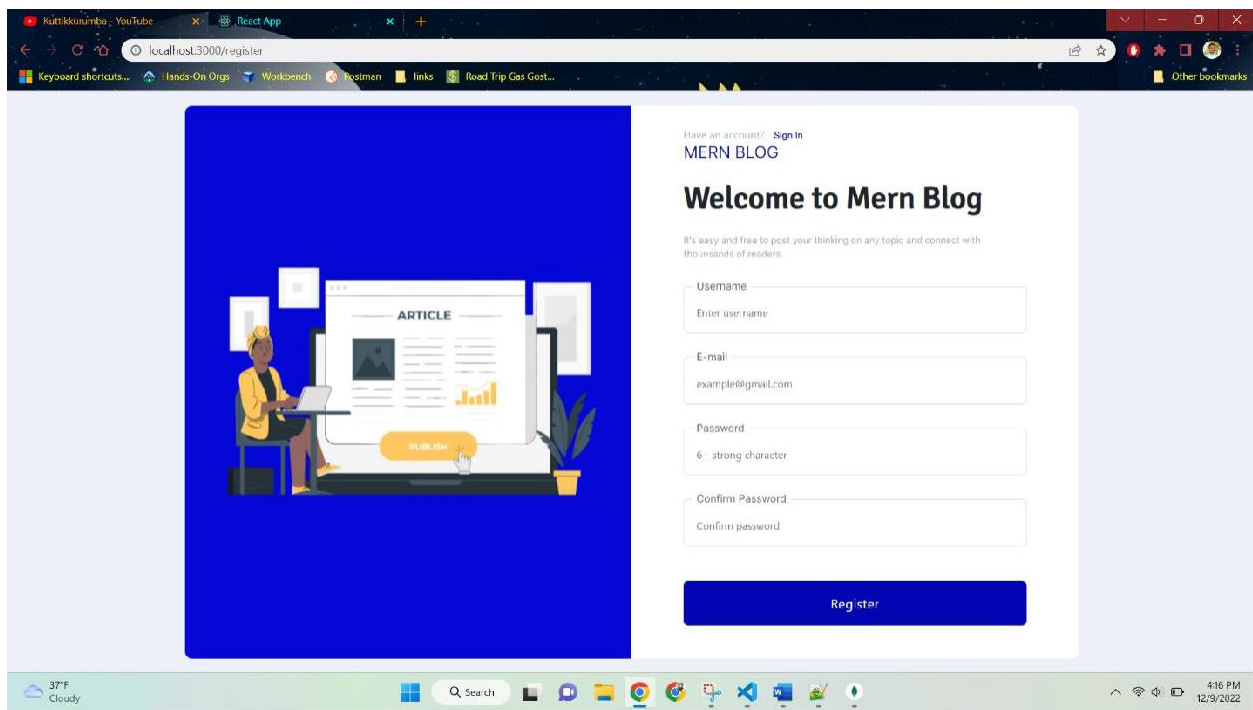 Kuttikkurumba - YouTube
React App
localhost:3000/register
Keyboard shortcuts...
Hands-On Orgs
Workbench
Postman
links
Road Trip Gas Cost...
Other bookmarks
Have an account? Sign In
MERN BLOG
Welcome to Mern Blog
It's easy and free to post your thinking on any topic and connect with
thousands of readers.
Username
Enter username
E-mail
example@gmail.com
Password
6 - strong character
Confirm Password
Confirm password
Register
ARTICLE
PUBLISH
37°F
Cloudy
Search
4:16 PM
12/9/2022